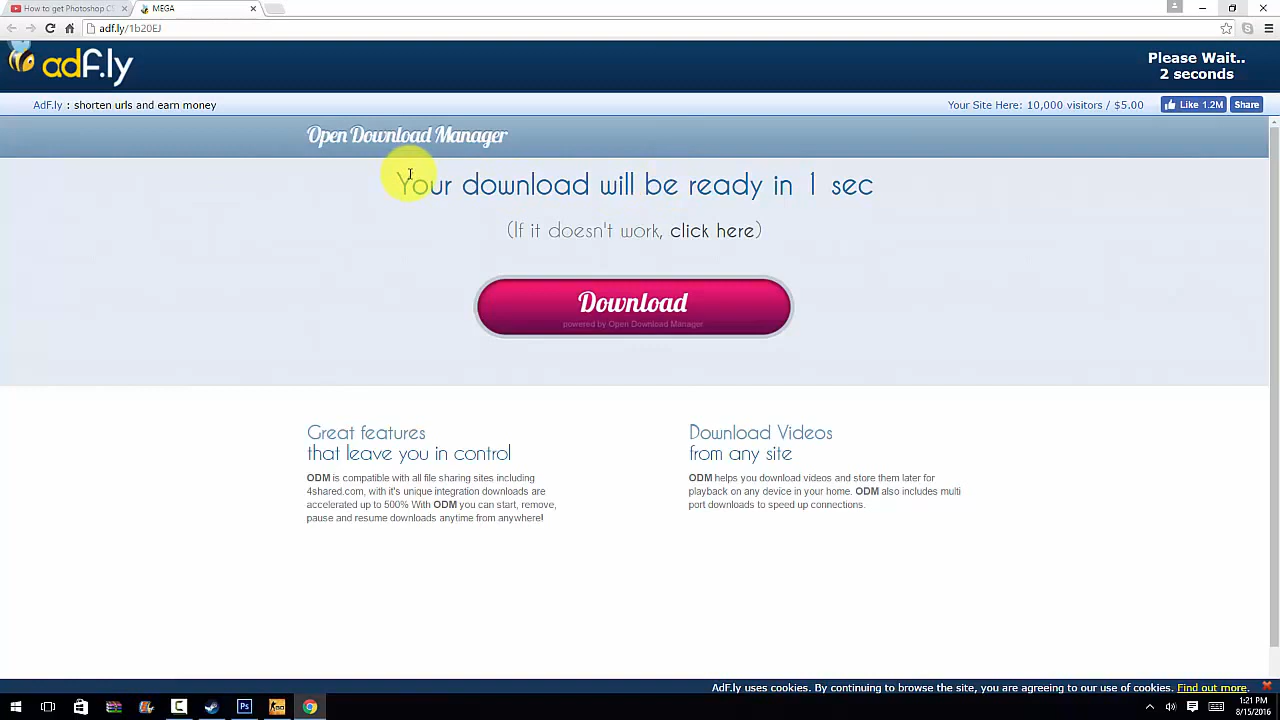 How to get Photoshop C
MEGA
adf.ly/1b20EJ
adf.ly
Please Wait..
2 seconds
AdF.ly : shorten urls and earn money
Your Site Here: 10,000 visitors / $5.00
Like 1.2M
Share
Open Download Manager
Your download will be ready in 1 sec
(If it doesn't work, click here)
Download
powered by Open Download Manager
Great features
that leave you in control
ODM is compatible with all file sharing sites including
4shared.com, with it's unique integration downloads are
accelerated up to 500% With ODM you can start, remove,
pause and resume downloads anytime from anywhere!
Download Videos
from any site
ODM helps you download videos and store them later for
playback on any device in your home. ODM also includes multi
port downloads to speed up connections.
AdF.ly uses cookies. By continuing to browse the site, you are agreeing to our use of cookies. Find out more.
Ps
1:21 PM
8/15/2016